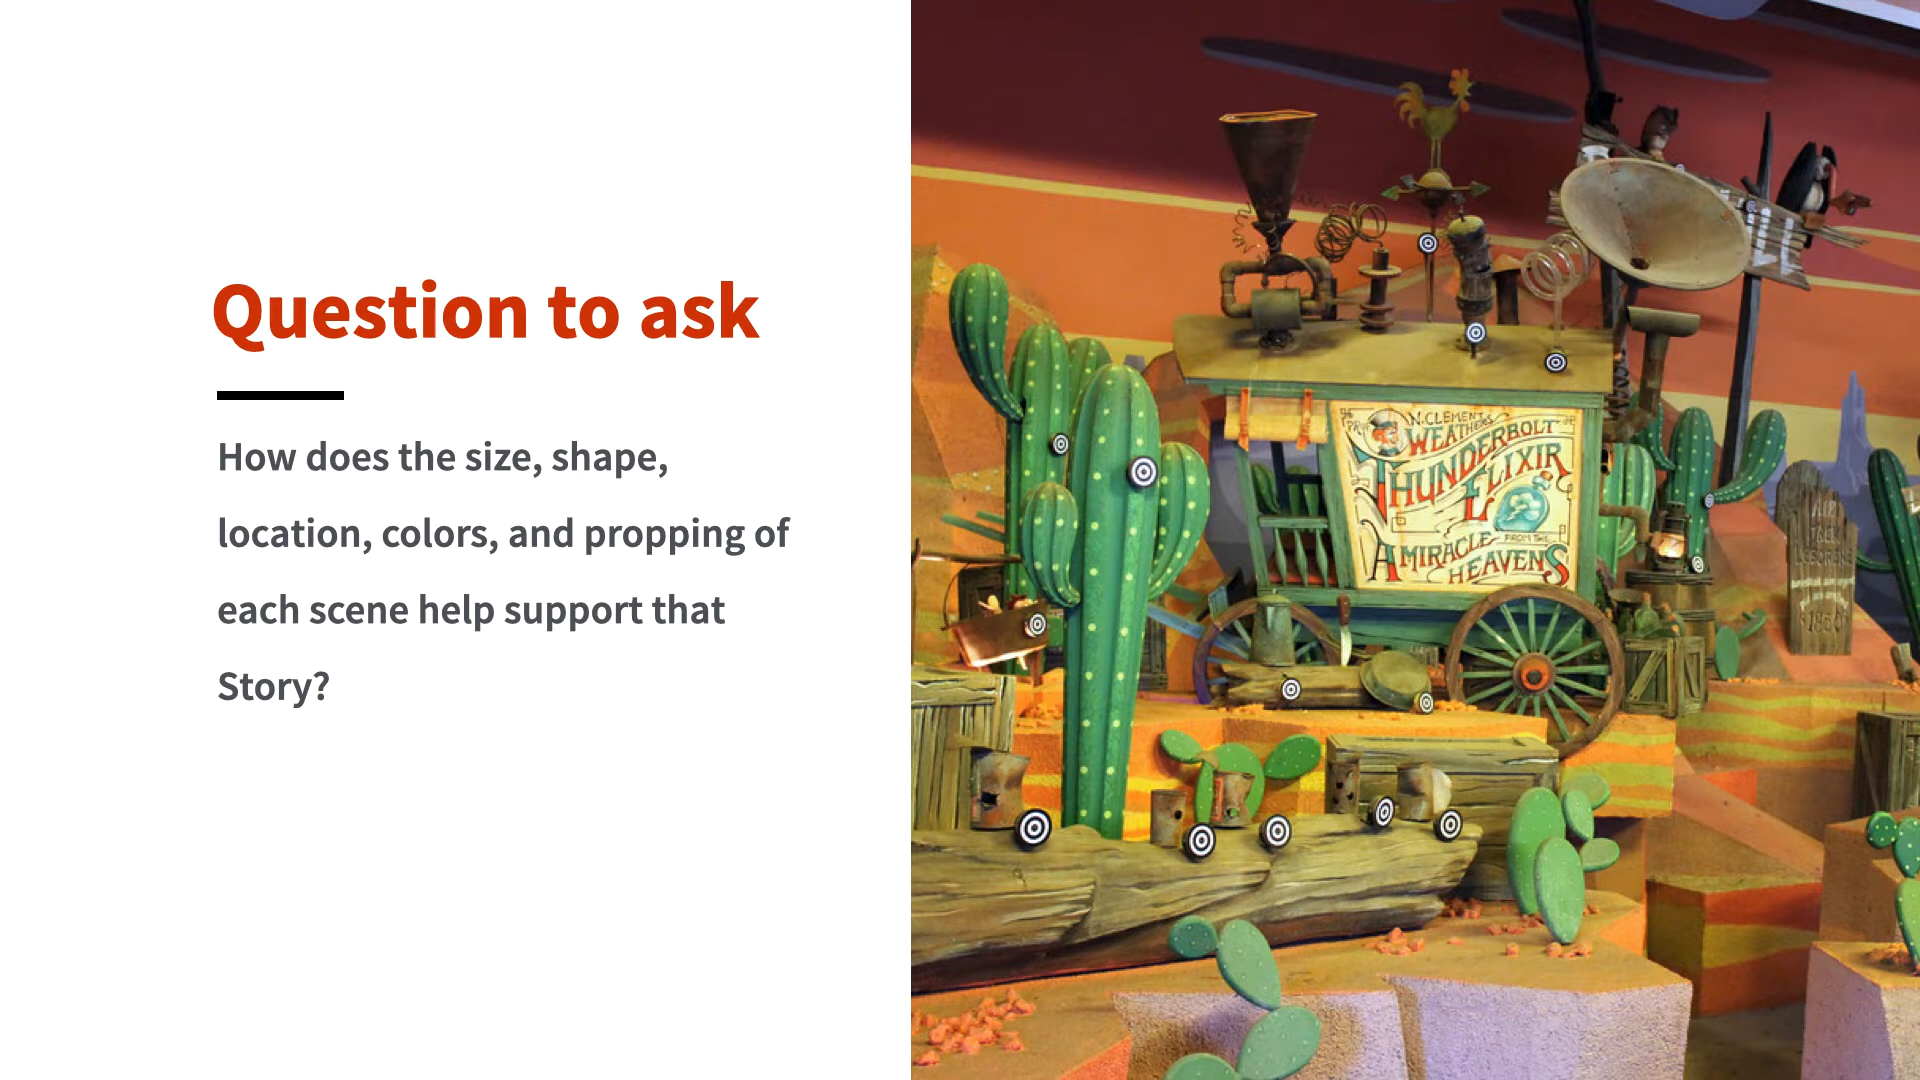 Question to ask
How does the size, shape,
location, colors, and propping of
each scene help support that
Story?
N. CLEMENT
WEATHERBOLT
THUNDER
ELIXIR
A MIRACLE FROM THE
HEAVENS
1850